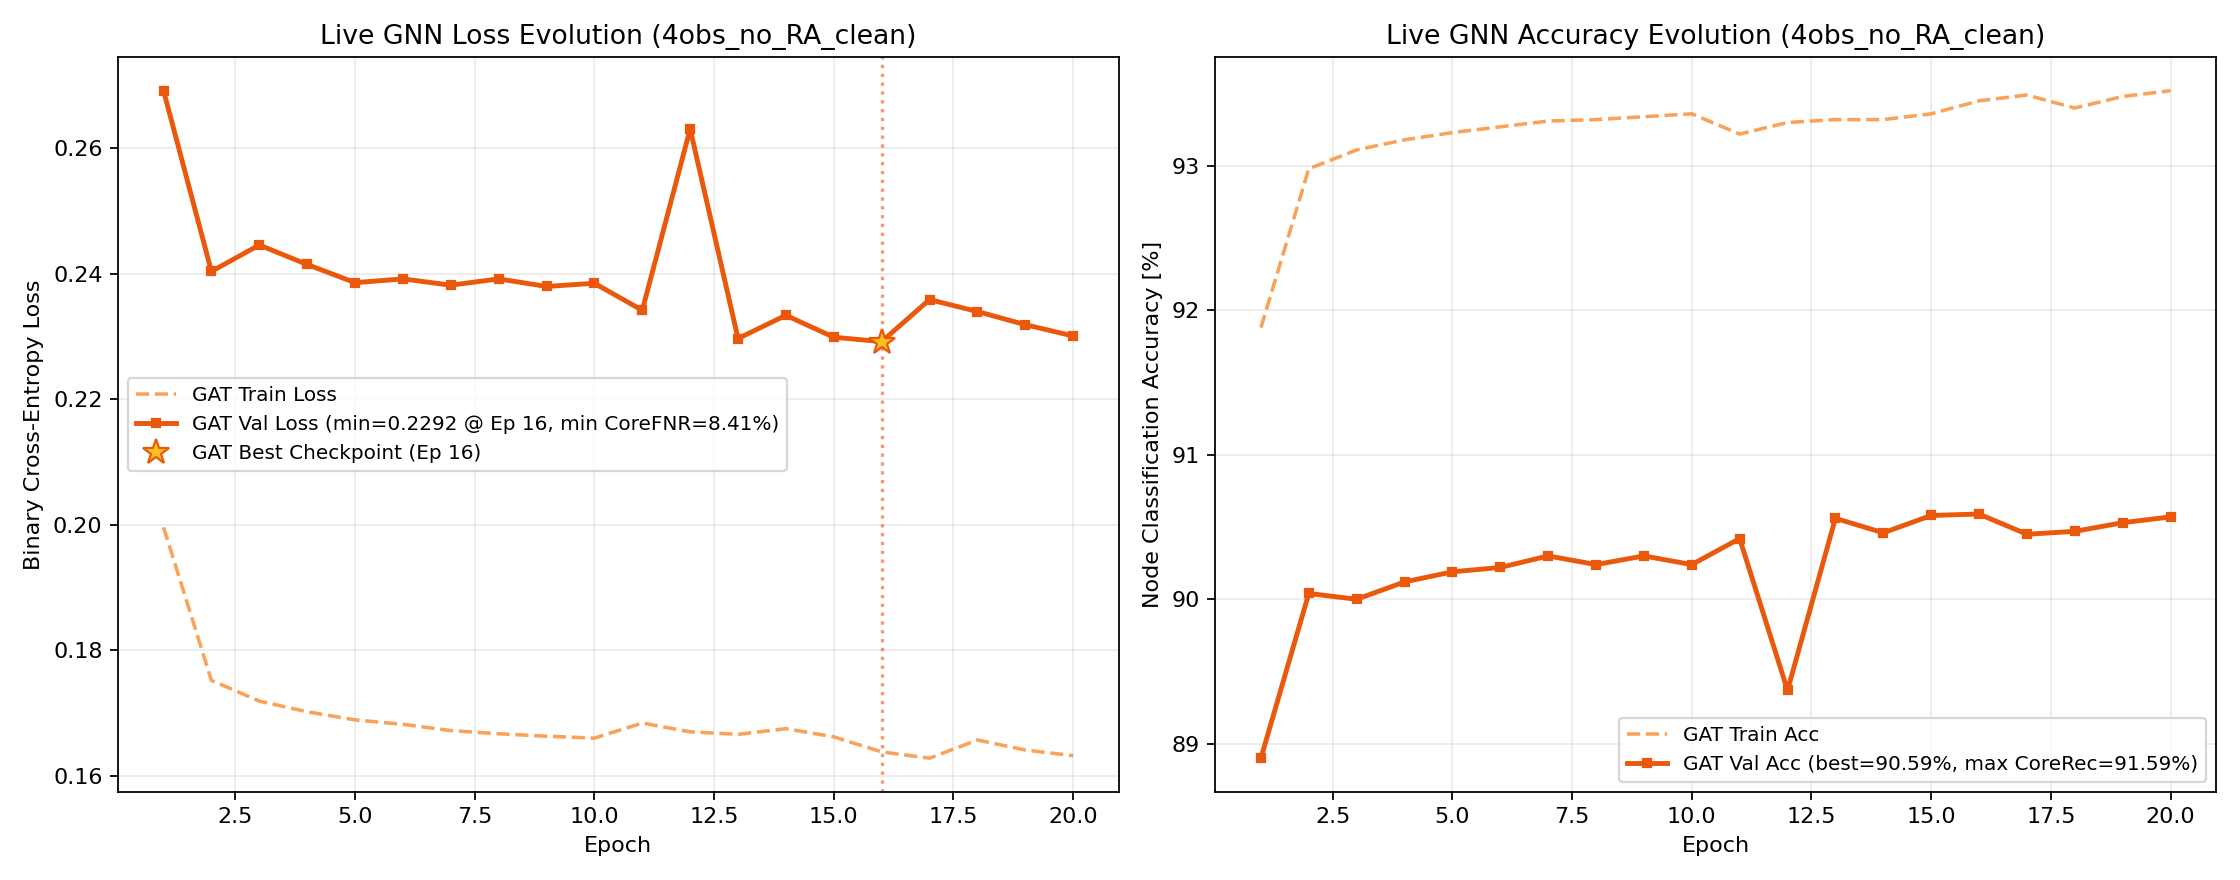 Live GNN Loss Evolution (4obs_no_RA_clean)
Binary Cross-Entropy Loss
0.26
0.24
0.22
0.20
0.18
0.16
GAT Train Loss
GAT Val Loss (min=0.2292 @ Ep 16, min CoreFNR=8.41%)
GAT Best Checkpoint (Ep 16)
2.5 5.0 7.5 10.0 12.5 15.0 17.5 20.0
Epoch
Live GNN Accuracy Evolution (4obs_no_RA_clean)
Node Classification Accuracy [%]
93
92
91
90
89
GAT Train Acc
GAT Val Acc (best=90.59%, max CoreRec=91.59%)
2.5 5.0 7.5 10.0 12.5 15.0 17.5 20.0
Epoch